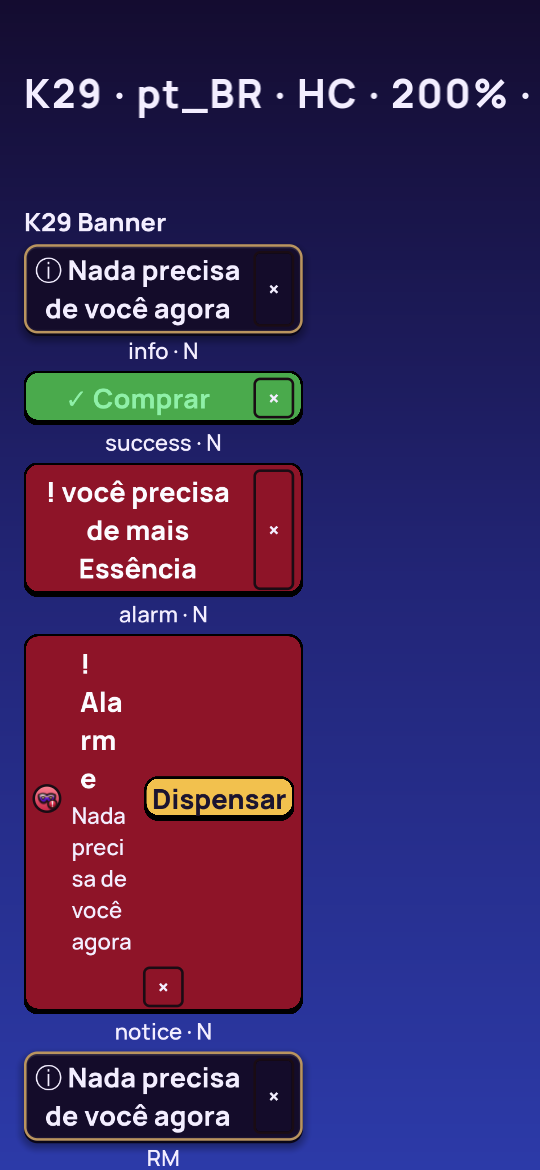 K29 · pt_BR · HC · 200% ·
K29 Banner
ⓘ Nada precisa
de você agora
×
info · N
✓ Comprar
×
success · N
! você precisa
de mais
Essência
×
alarm · N
!
Ala
rm
e
Nada
preci
sa de
você
agora
Dispensar
×
notice · N
ⓘ Nada precisa
de você agora
×
RM